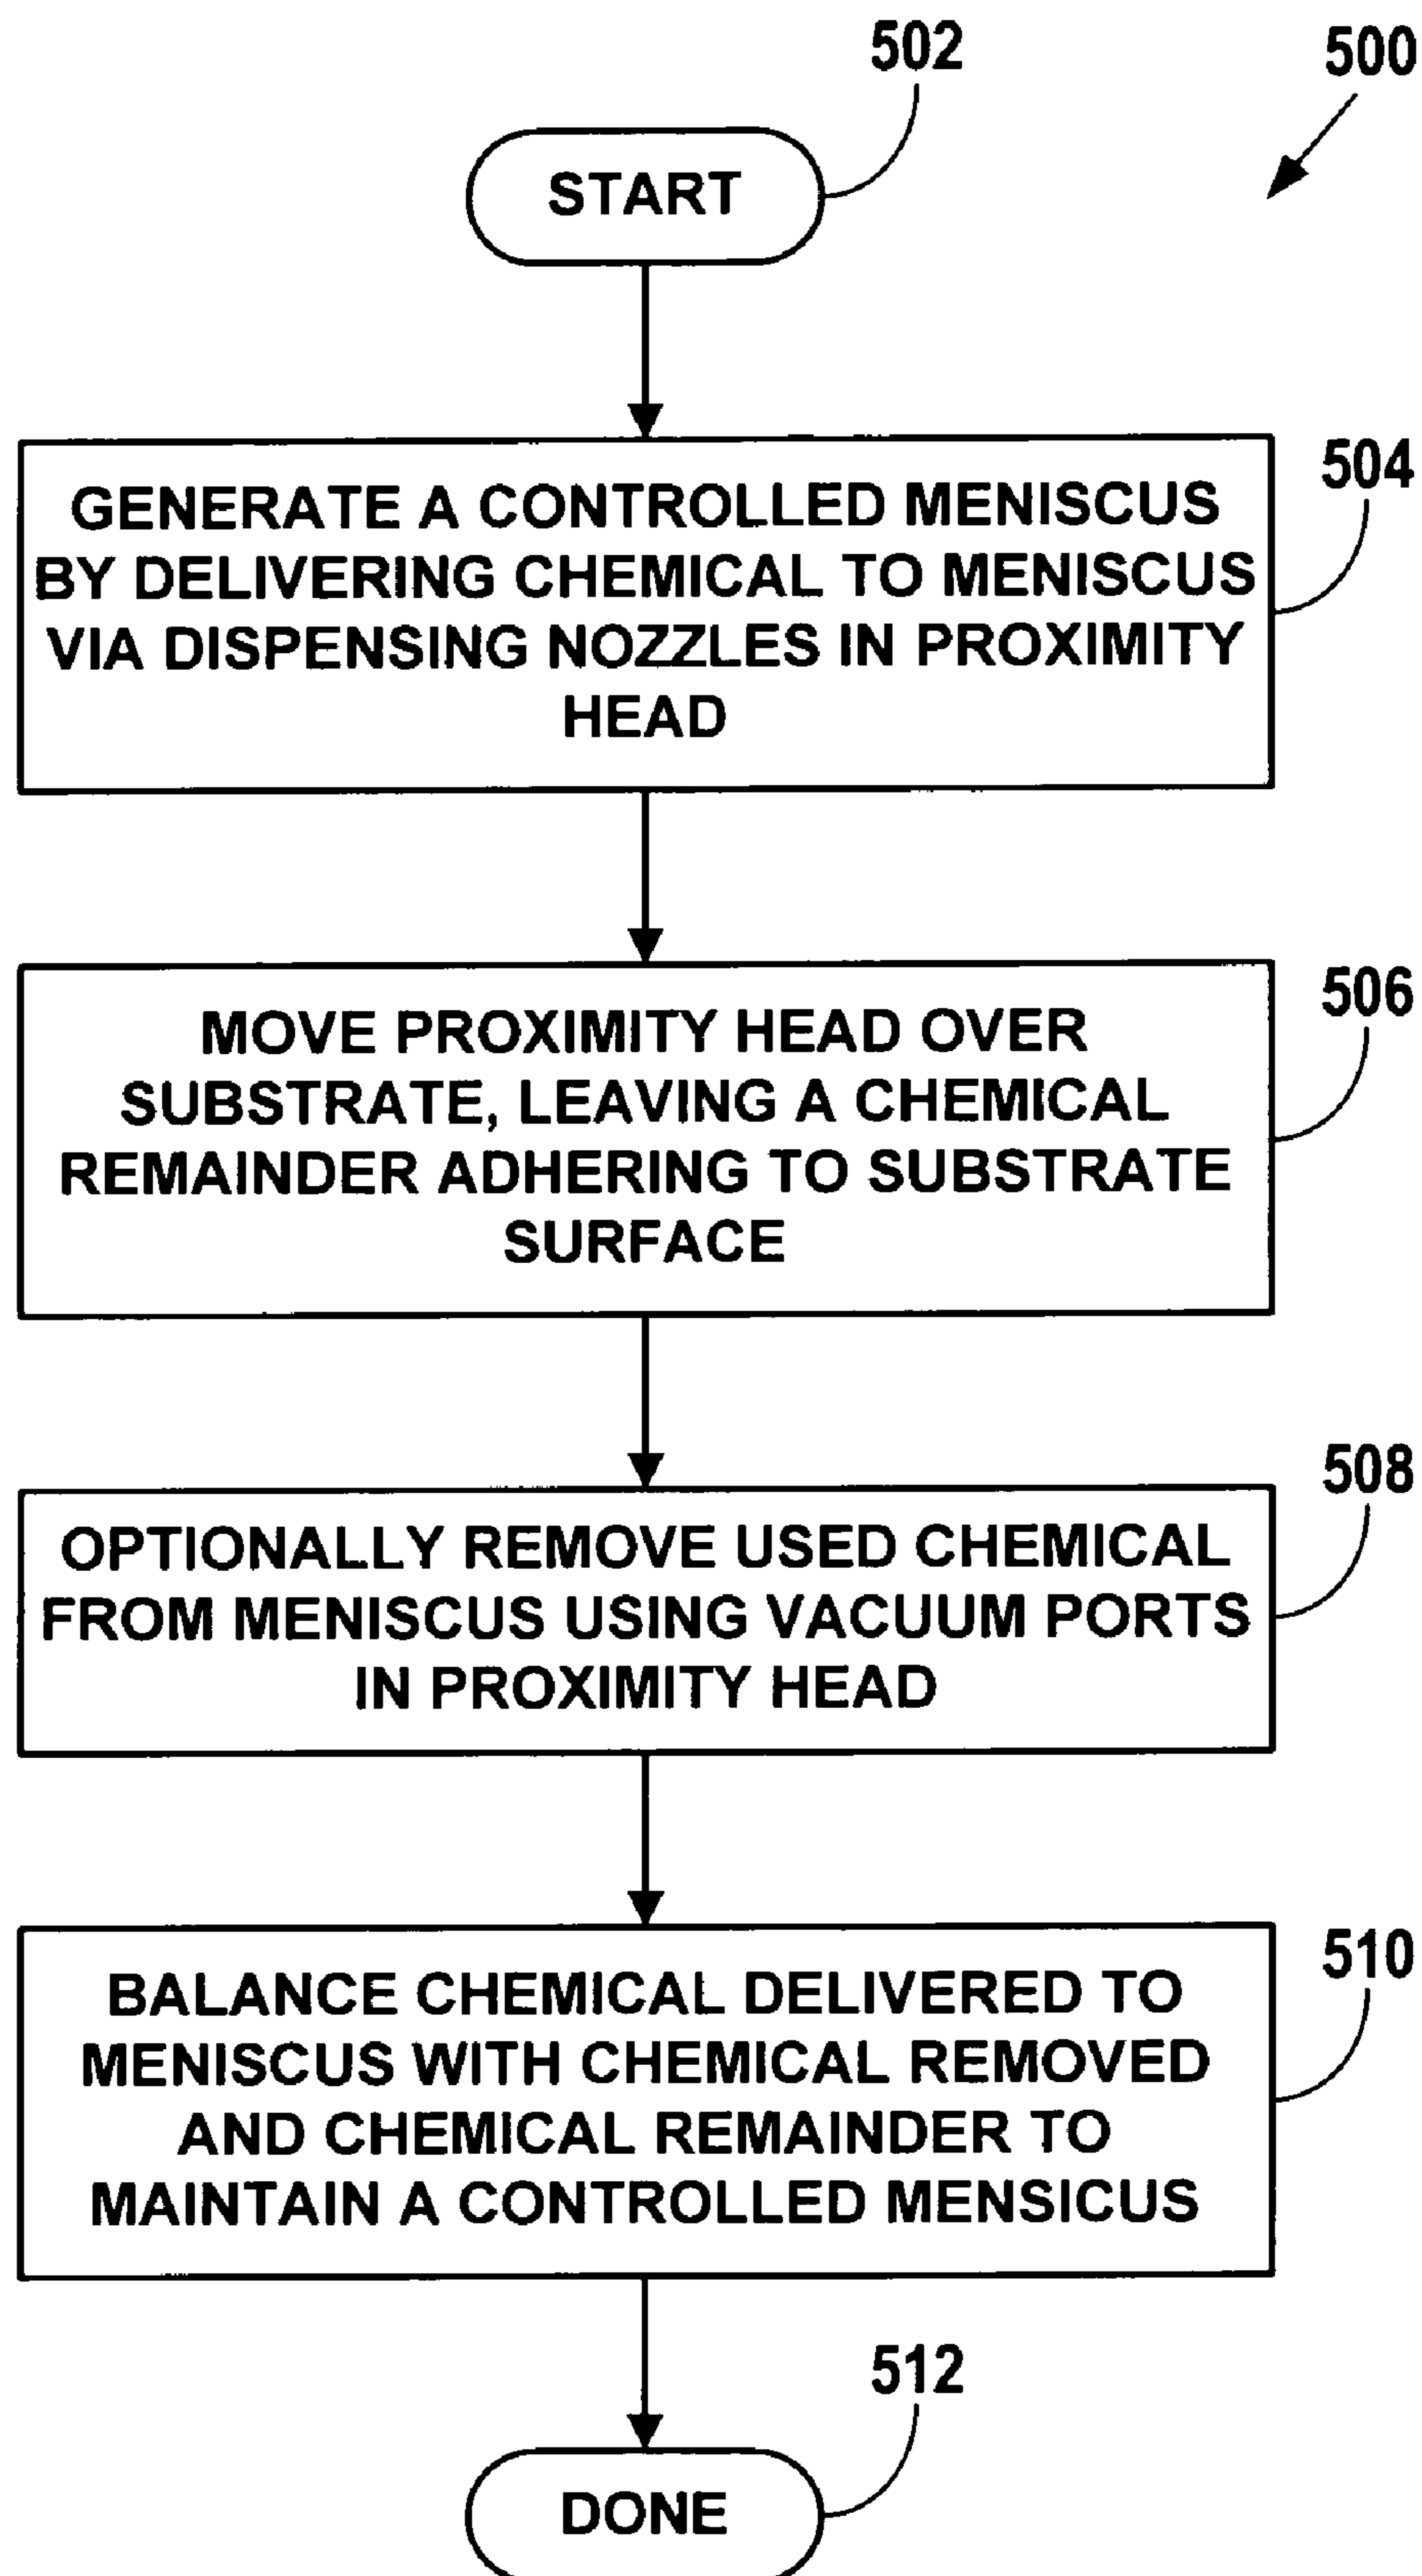 502
500
START
504
GENERATE A CONTROLLED MENISCUS
BY DELIVERING CHEMICAL TO MENISCUS
VIA DISPENSING NOZZLES IN PROXIMITY
HEAD
506
MOVE PROXIMITY HEAD OVER
SUBSTRATE, LEAVING A CHEMICAL
REMAINDER ADHERING TO SUBSTRATE
SURFACE
508
OPTIONALLY REMOVE USED CHEMICAL
FROM MENISCUS USING VACUUM PORTS
IN PROXIMITY HEAD
510
BALANCE CHEMICAL DELIVERED TO
MENISCUS WITH CHEMICAL REMOVED
AND CHEMICAL REMAINDER TO
MAINTAIN A CONTROLLED MENSICUS
512
DONE